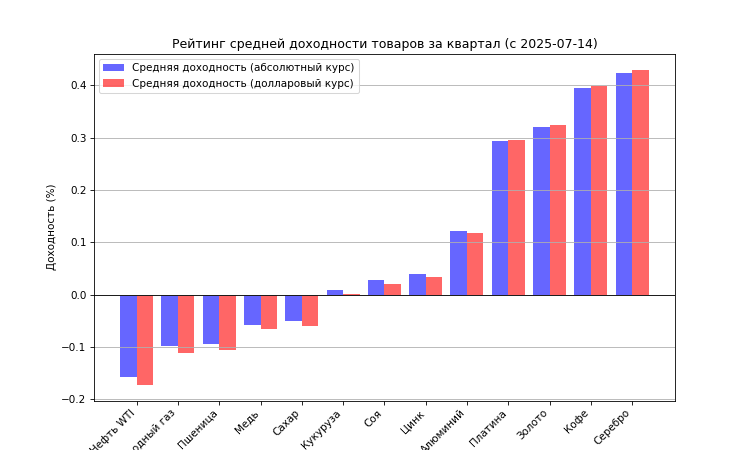 Рейтинг средней доходности товаров за квартал (с 2025-07-14)
Средняя доходность (абсолютный курс)
Средняя доходность (долларовый курс)
Доходность (%)
0.4
0.3
0.2
0.1
0.0
−0.1
−0.2
Нефть WTI
одный газ
Пшеница
Медь
Сахар
Кукуруза
Соя
Цинк
Алюминий
Платина
Золото
Кофе
Серебро